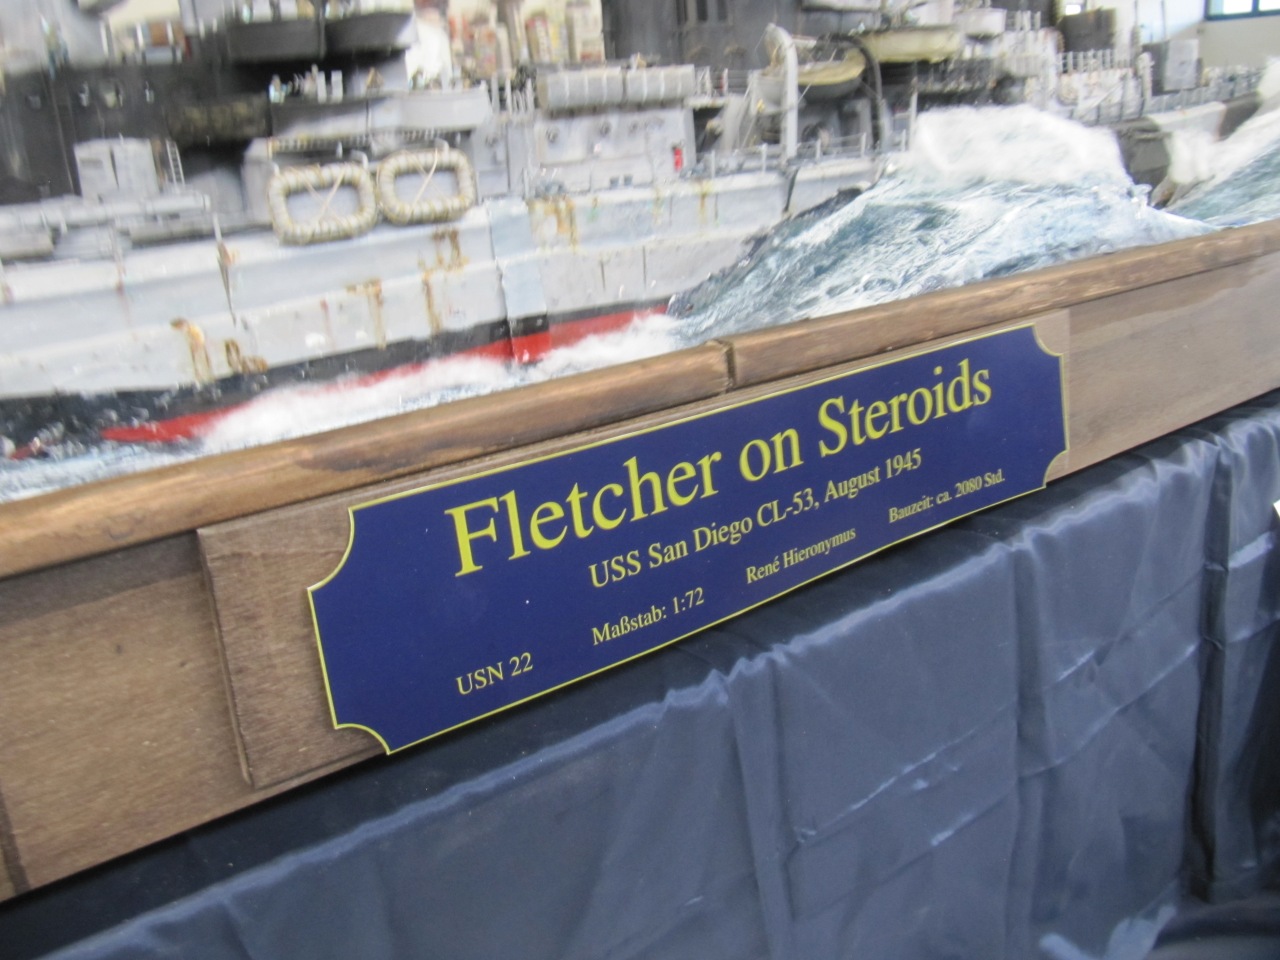 Fletcher on Steroids
USS San Diego CL-53, August 1945
USN 22 Maßstab: 1:72 René Hieronymus Bauzeit: ca. 2080 Std.